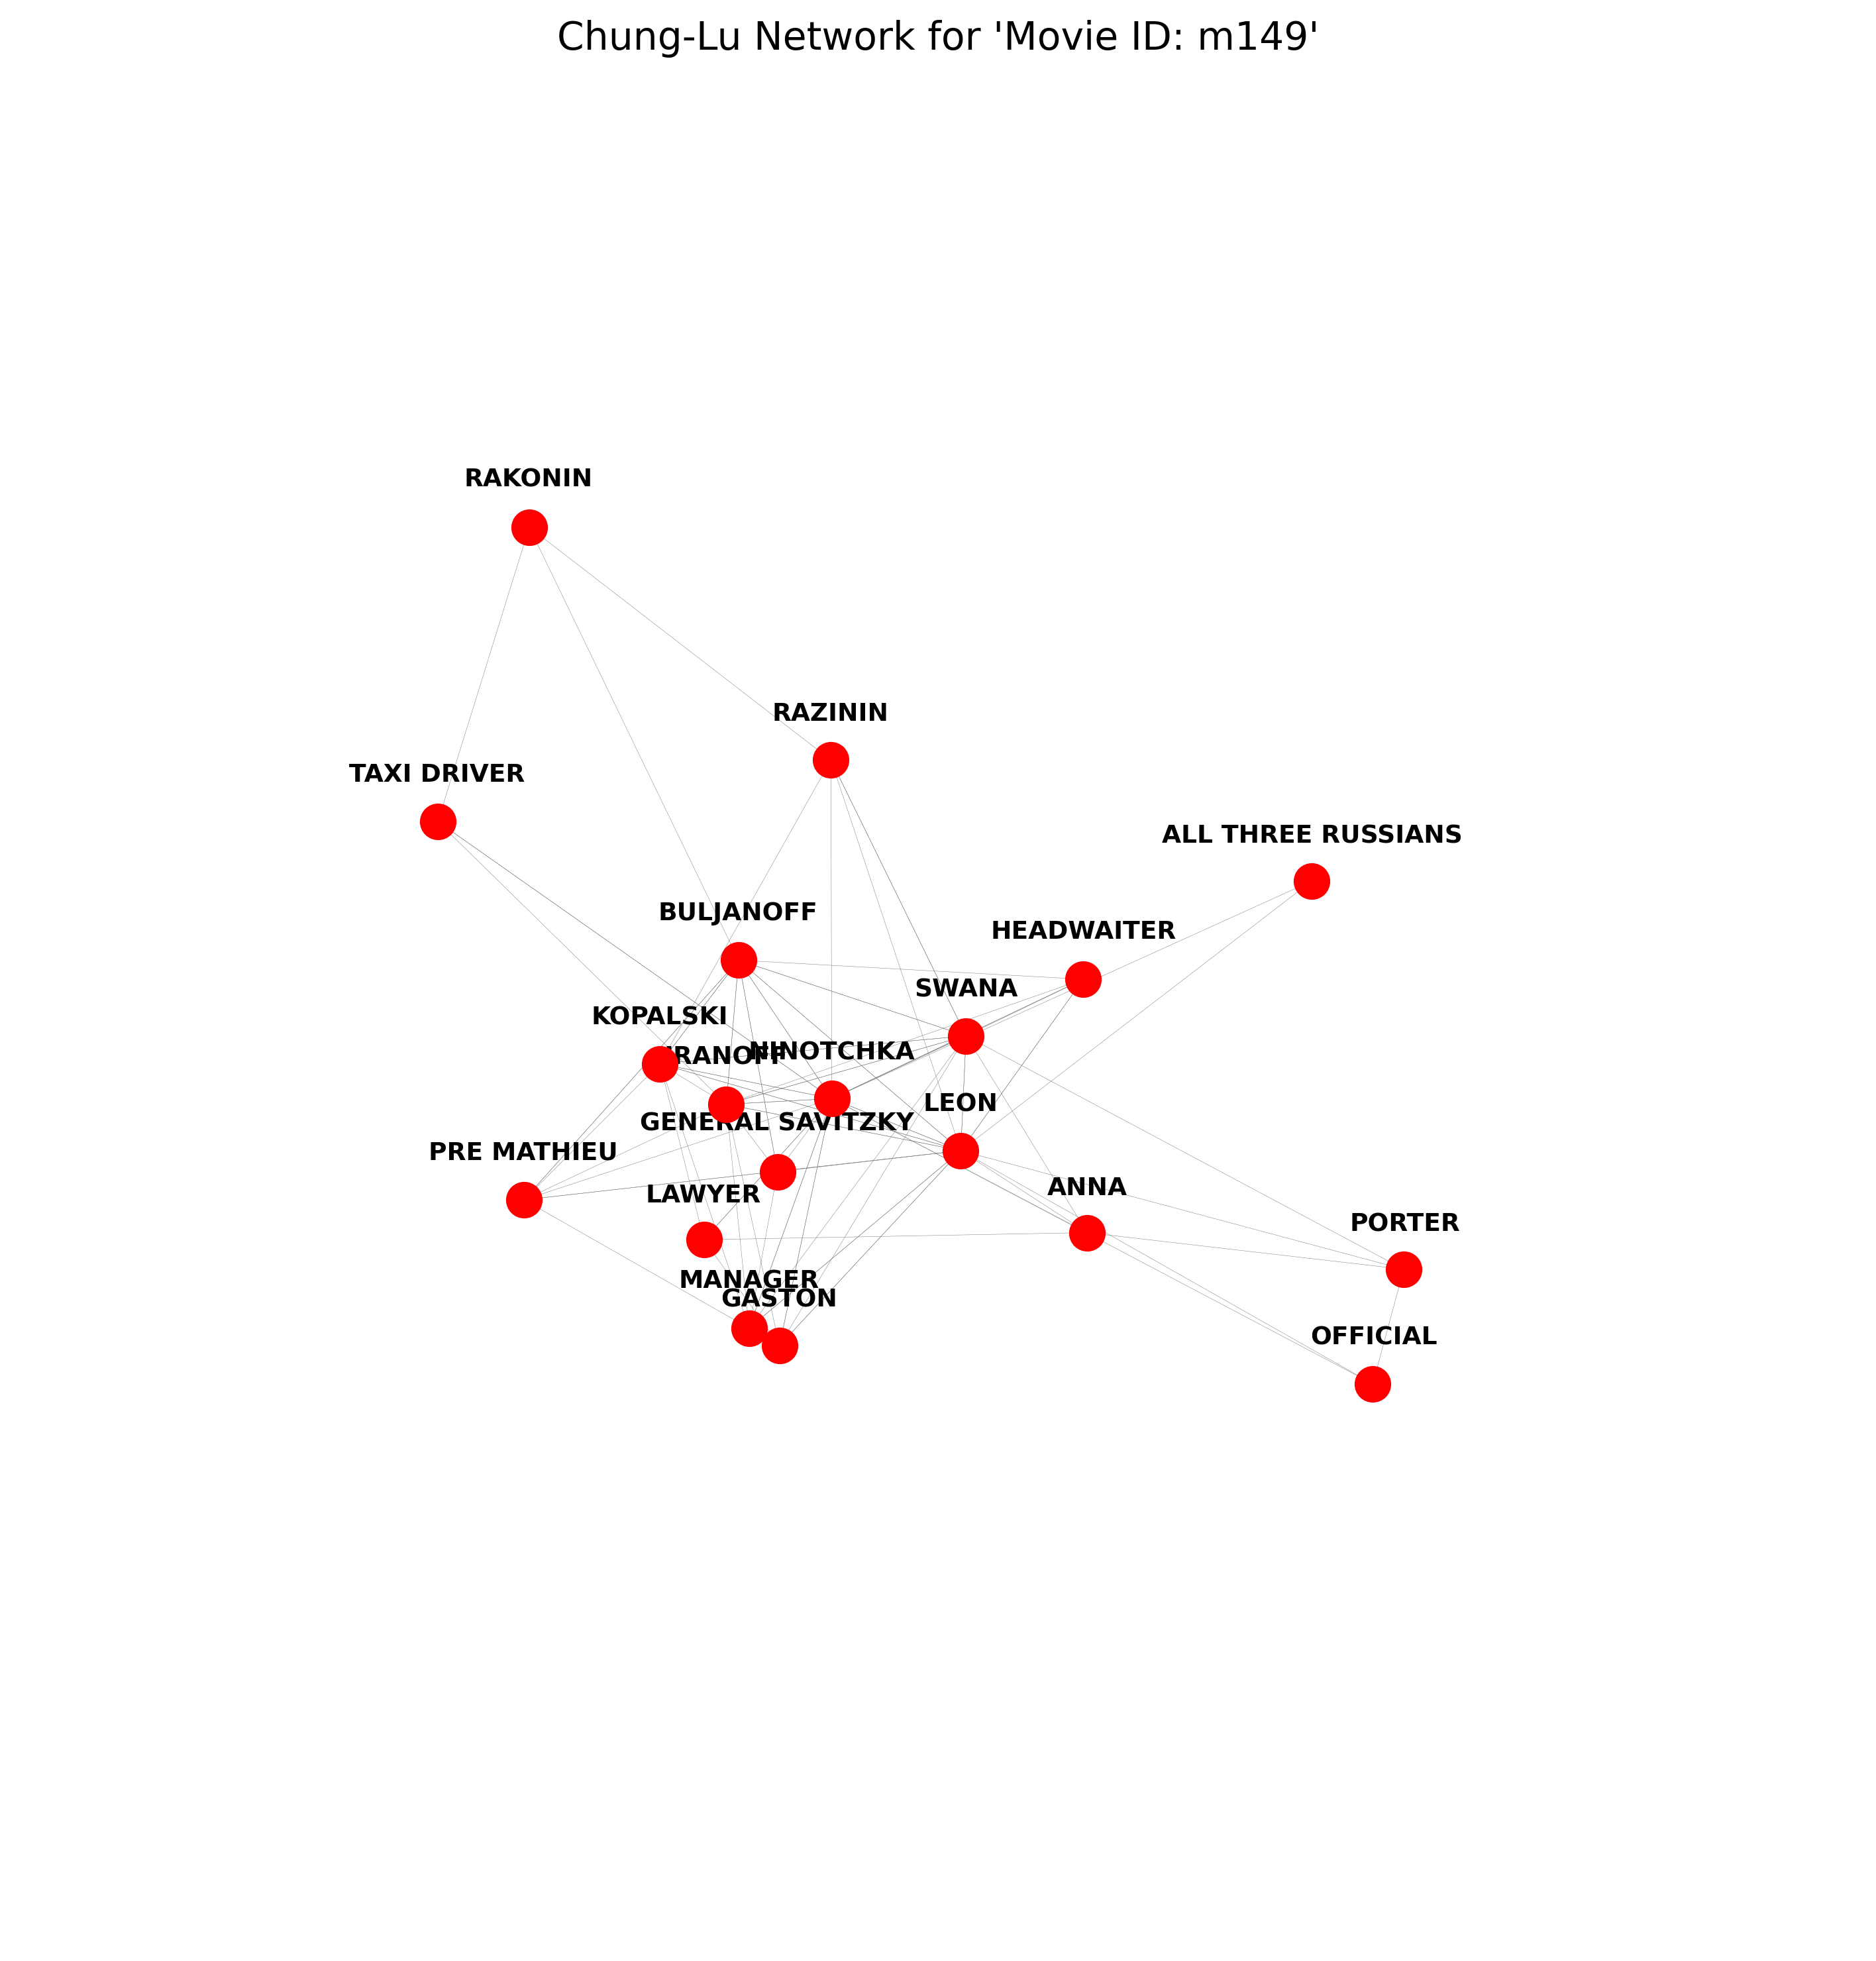 Chung-Lu Network for 'Movie ID: m149'
RAKONIN
RAZININ
TAXI DRIVER
ALL THREE RUSSIANS
BULJANOFF
HEADWAITER
SWANA
KOPALSKI
IRANOFF
NINOTCHKA
LEON
GENERAL SAVITZKY
PRE MATHIEU
ANNA
LAWYER
PORTER
MANAGER
GASTON
OFFICIAL